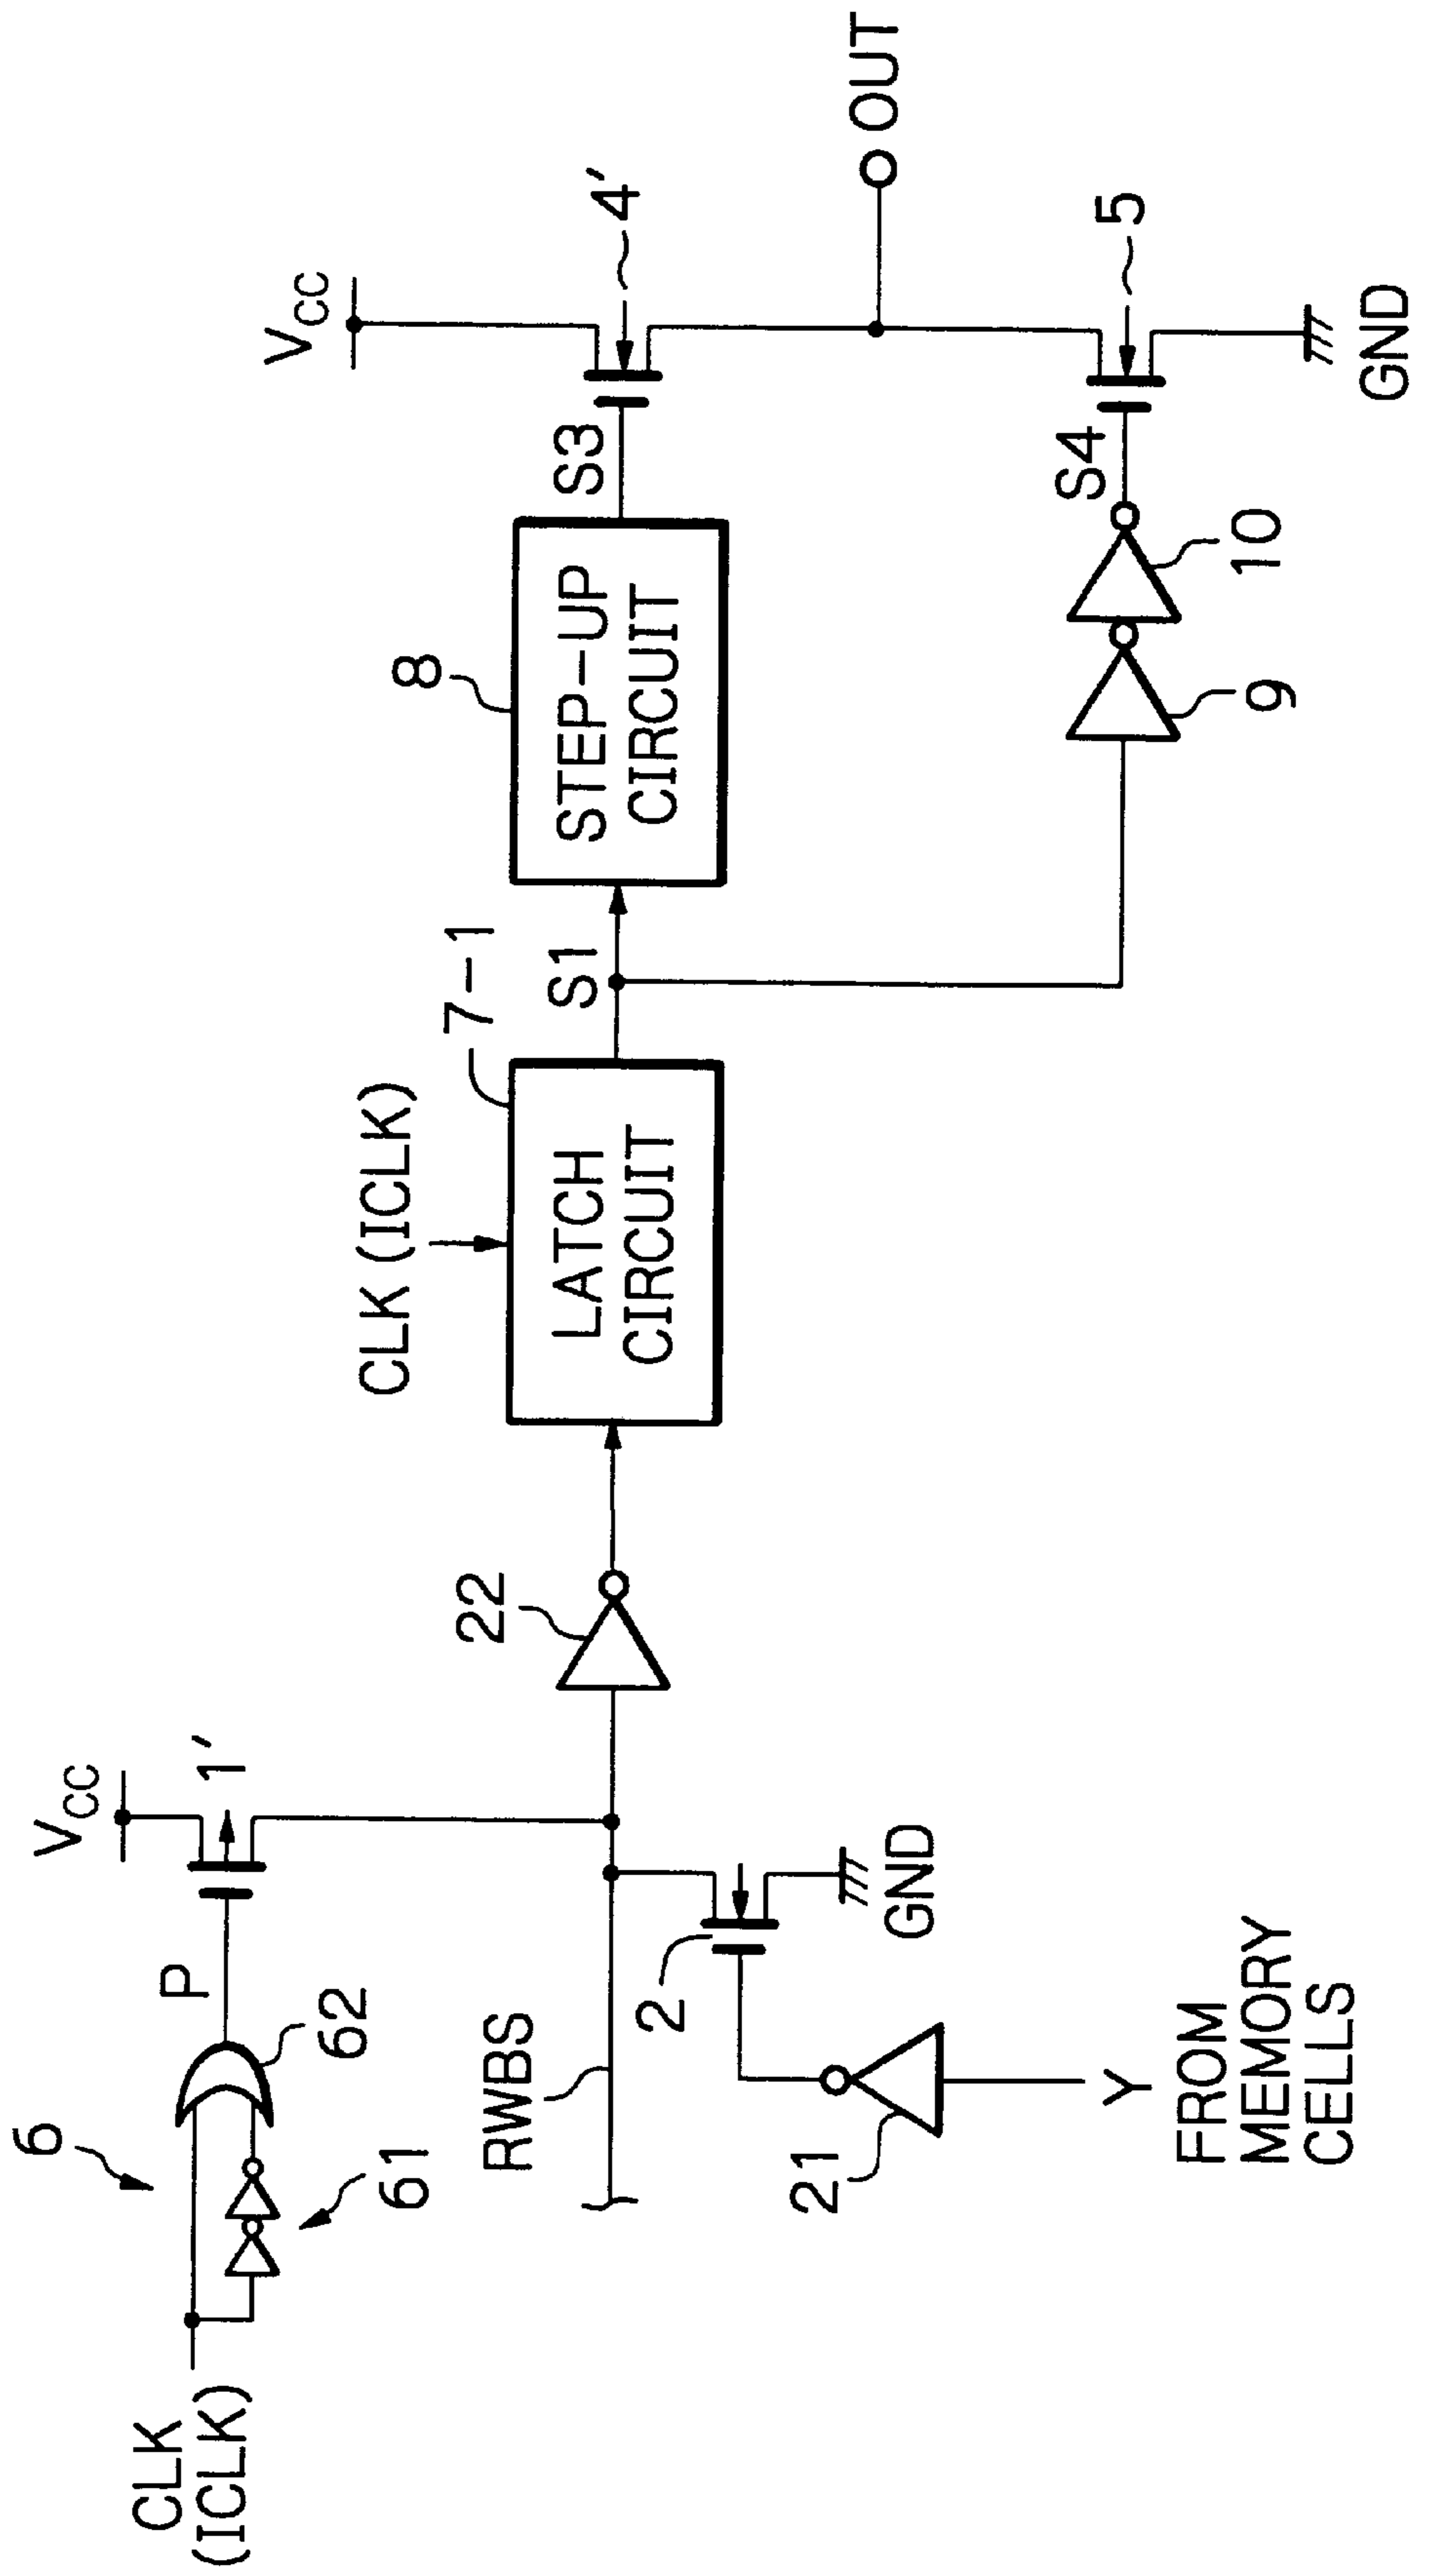 CLK
(ICLK)
6
61
62
P
VCC
1′
RWBS
2
GND
21
Y
FROM
MEMORY
CELLS
22
CLK (ICLK)
7-1
LATCH
CIRCUIT
S1
8
STEP-UP
CIRCUIT
S3
VCC
4′
OUT
9
10
S4
5
GND